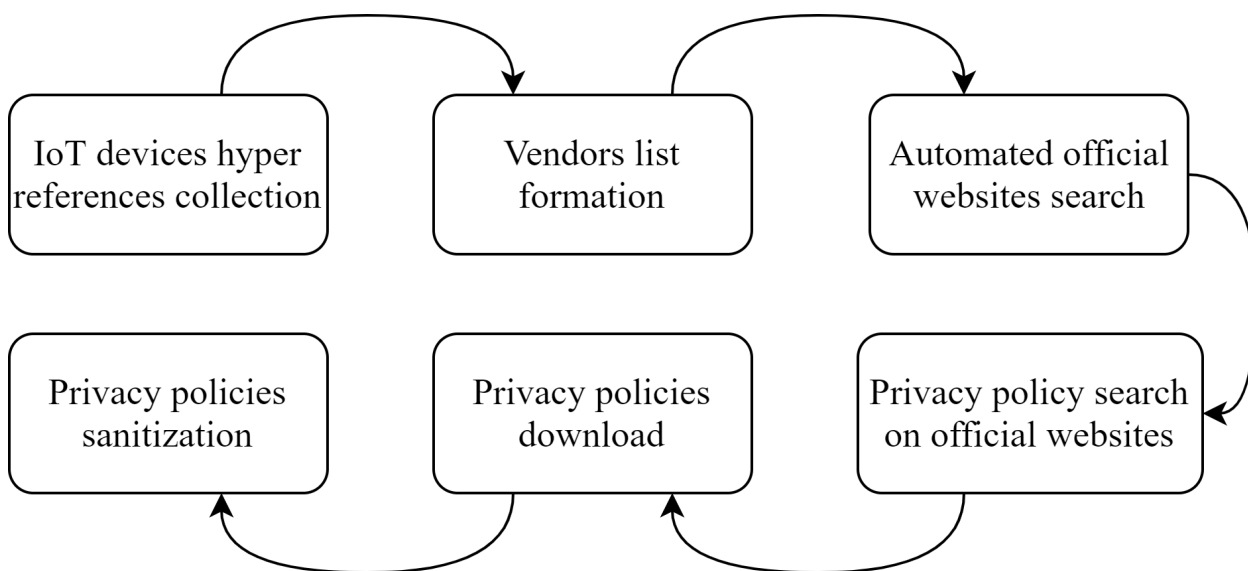 IoT devices hyper
references collection
Vendors list
formation
Automated official
websites search
Privacy policies
sanitization
Privacy policies
download
Privacy policy search
on official websites